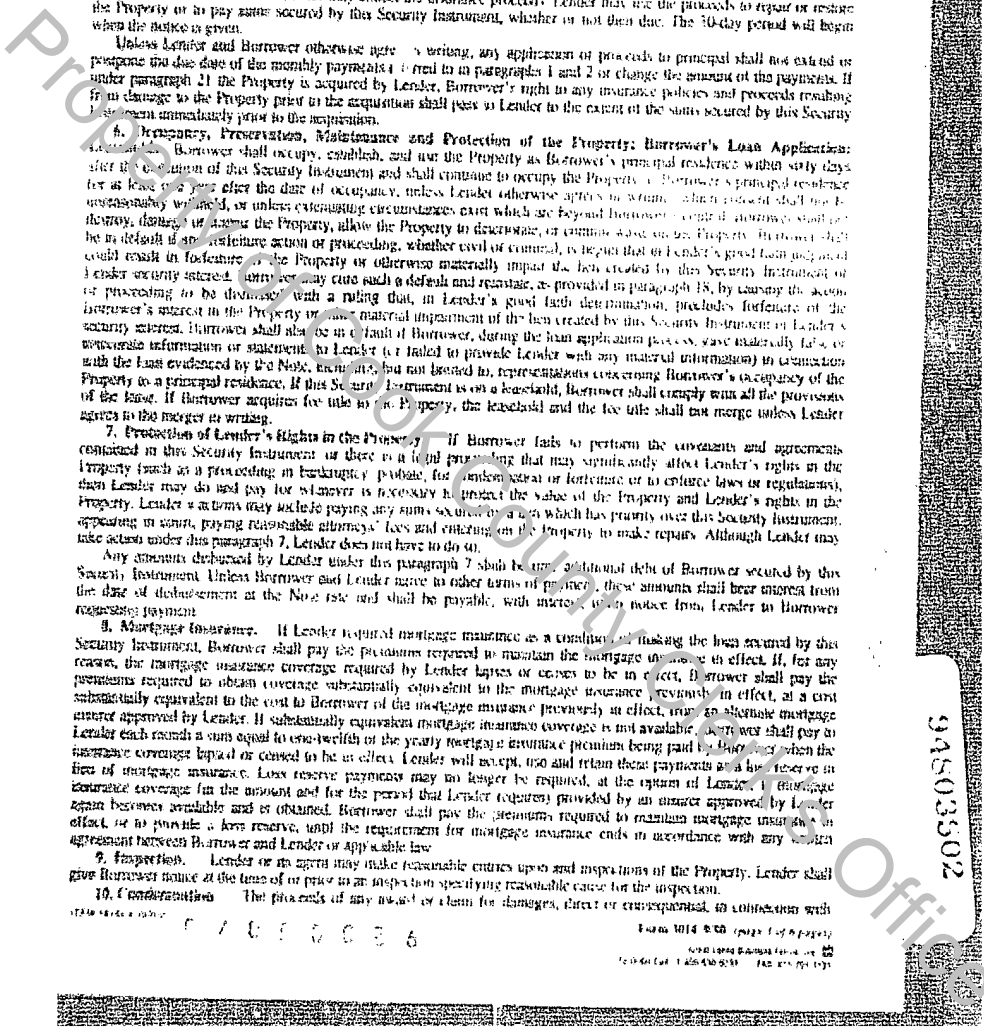 the Property or to pay sums secured by this Security Instrument, whether or not then due. The 30-day period will begin
when the notice is given.
Unless Lender and Borrower otherwise agree writing, any application of proceeds to principal shall not extend or
postpone the due date of the monthly payments referred to in paragraphs 1 and 2 or change the amount of the payments. If
under paragraph 21 the Property is acquired by Lender, Borrower's right to any insurance policies and proceeds resulting
from damage to the Property prior to the acquisition shall pass to Lender to the extent of the sums secured by this Security
Instrument immediately prior to the acquisition.
6. Occupancy, Preservation, Maintenance and Protection of the Property; Borrower's Loan Application;
Borrower shall occupy, establish, and use the Property as Borrower's principal residence within sixty days
after the execution of this Security Instrument and shall continue to occupy the Property Borrower's principal residence
for at least one year after the date of occupancy, unless Lender otherwise agrees in writing, which consent shall not be
unreasonably withheld, or unless extenuating circumstances exist which are beyond Borrower's control. Borrower shall not
destroy, damage or impair the Property, allow the Property to deteriorate, or commit waste on the Property. Borrower shall
be in default if any forfeiture action or proceeding, whether civil or criminal, is begun that in Lender's good faith judgment
could result in forfeiture of the Property or otherwise materially impair the lien created by this Security Instrument or
Lender security interest. Borrower may cure such a default and reinstate, as provided in paragraph 18, by causing the action
or proceeding to be dismissed with a ruling that, in Lender's good faith determination, precludes forfeiture of the
Borrower's interest in the Property or other material impairment of the lien created by this Security Instrument or Lender's
security interest. Borrower shall also be in default if Borrower, during the loan application process, gave materially false or
inaccurate information or statements to Lender (or failed to provide Lender with any material information) in connection
with the loan evidenced by the Note, including, but not limited to, representations concerning Borrower's occupancy of the
Property as a principal residence. If this Security Instrument is on a leasehold, Borrower shall comply with all the provisions
of the lease. If Borrower acquires fee title to the Property, the leasehold and the fee title shall not merge unless Lender
agrees to the merger in writing.
7. Protection of Lender's Rights in the Property If Borrower fails to perform the covenants and agreements
contained in this Security Instrument or there is a legal proceeding that may significantly affect Lender's rights in the
Property (such as a proceeding in bankruptcy probate, for condemnation or forfeiture or to enforce laws or regulations),
then Lender may do and pay for whatever is necessary to protect the value of the Property and Lender's rights in the
Property. Lender's actions may include paying any sums secured by a lien which has priority over this Security Instrument,
appearing in court, paying reasonable attorneys' fees and entering on the Property to make repairs. Although Lender may
take action under this paragraph 7, Lender does not have to do so.
Any amounts disbursed by Lender under this paragraph 7 shall become additional debt of Borrower secured by this
Security Instrument. Unless Borrower and Lender agree to other terms of payment, these amounts shall bear interest from
the date of disbursement at the Note rate and shall be payable, with interest, upon notice from Lender to Borrower
requesting payment.
8. Mortgage Insurance. If Lender required mortgage insurance as a condition of making the loan secured by this
Security Instrument, Borrower shall pay the premiums required to maintain the mortgage insurance in effect. If, for any
reason, the mortgage insurance coverage required by Lender lapses or ceases to be in effect, Borrower shall pay the
premiums required to obtain coverage substantially equivalent to the mortgage insurance previously in effect, at a cost
substantially equivalent to the cost to Borrower of the mortgage insurance previously in effect, from an alternate mortgage
insurer approved by Lender. If substantially equivalent mortgage insurance coverage is not available, Borrower shall pay to
Lender each month a sum equal to one-twelfth of the yearly mortgage insurance premium being paid by Borrower when the
insurance coverage lapsed or ceased to be in effect. Lender will accept, use and retain these payments as a loss reserve in
lieu of mortgage insurance. Loss reserve payments may no longer be required, at the option of Lender, if mortgage
insurance coverage (in the amount and for the period that Lender requires) provided by an insurer approved by Lender
again becomes available and is obtained. Borrower shall pay the premiums required to maintain mortgage insurance in
effect, or to provide a loss reserve, until the requirement for mortgage insurance ends in accordance with any written
agreement between Borrower and Lender or applicable law
9. Inspection. Lender or its agent may make reasonable entries upon and inspections of the Property. Lender shall
give Borrower notice at the time of or prior to an inspection specifying reasonable cause for the inspection.
10. Condemnation The proceeds of any award or claim for damages, direct or consequential, in connection with
Form 3014 9/90 (page 3 of 6 pages)
94803502
Property of Cook County Clerk's Office